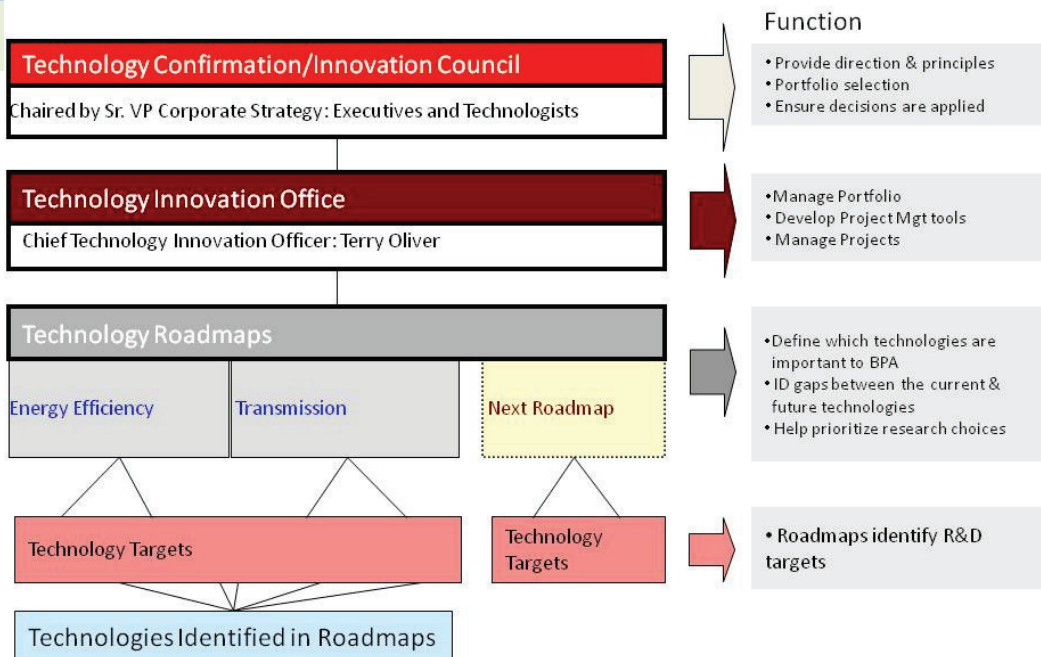 Function
Technology Confirmation/Innovation Council
Chaired by Sr. VP Corporate Strategy: Executives and Technologists
• Provide direction & principles
• Portfolio selection
• Ensure decisions are applied
Technology Innovation Office
Chief Technology Innovation Officer: Terry Oliver
•Manage Portfolio
• Develop Project Mgt tools
• Manage Projects
Technology Roadmaps
Energy Efficiency
Transmission
Next Roadmap
•Define which technologies are
important to BPA
• ID gaps between the current &
future technologies
• Help prioritize research choices
Technology Targets
Technology
Targets
• Roadmaps identify R&D
targets
Technologies Identified in Roadmaps